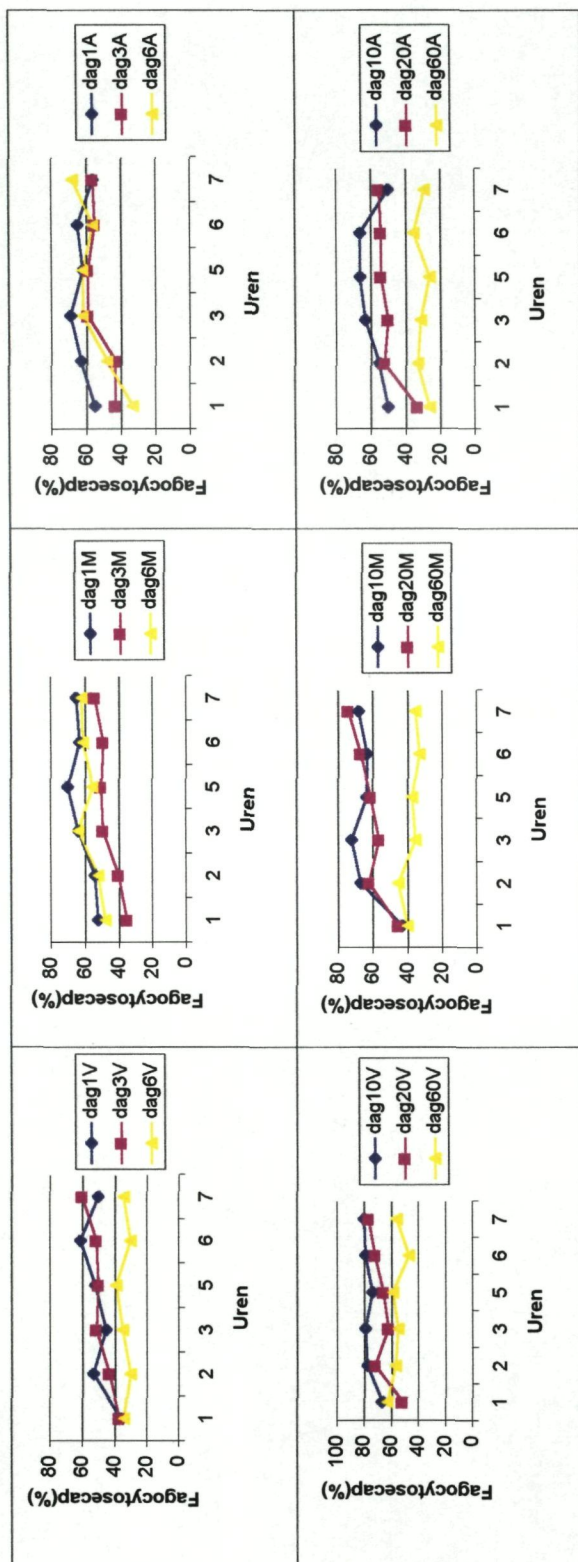 Fagocytosecap(%)
80
60
40
20
0
1 2 3 5 6 7
Uren
dag1V
dag3V
dag6V
Fagocytosecap(%)
80
60
40
20
0
1 2 3 5 6 7
Uren
dag1M
dag3M
dag6M
Fagocytosecap(%)
80
60
40
20
0
1 2 3 5 6 7
Uren
dag1A
dag3A
dag6A
Fagocytosecap(%)
100
80
60
40
20
0
1 2 3 5 6 7
Uren
dag10V
dag20V
dag60V
Fagocytosecap(%)
80
60
40
20
0
1 2 3 5 6 7
Uren
dag10M
dag20M
dag60M
Fagocytosecap(%)
80
60
40
20
0
1 2 3 5 6 7
Uren
dag10A
dag20A
dag60A